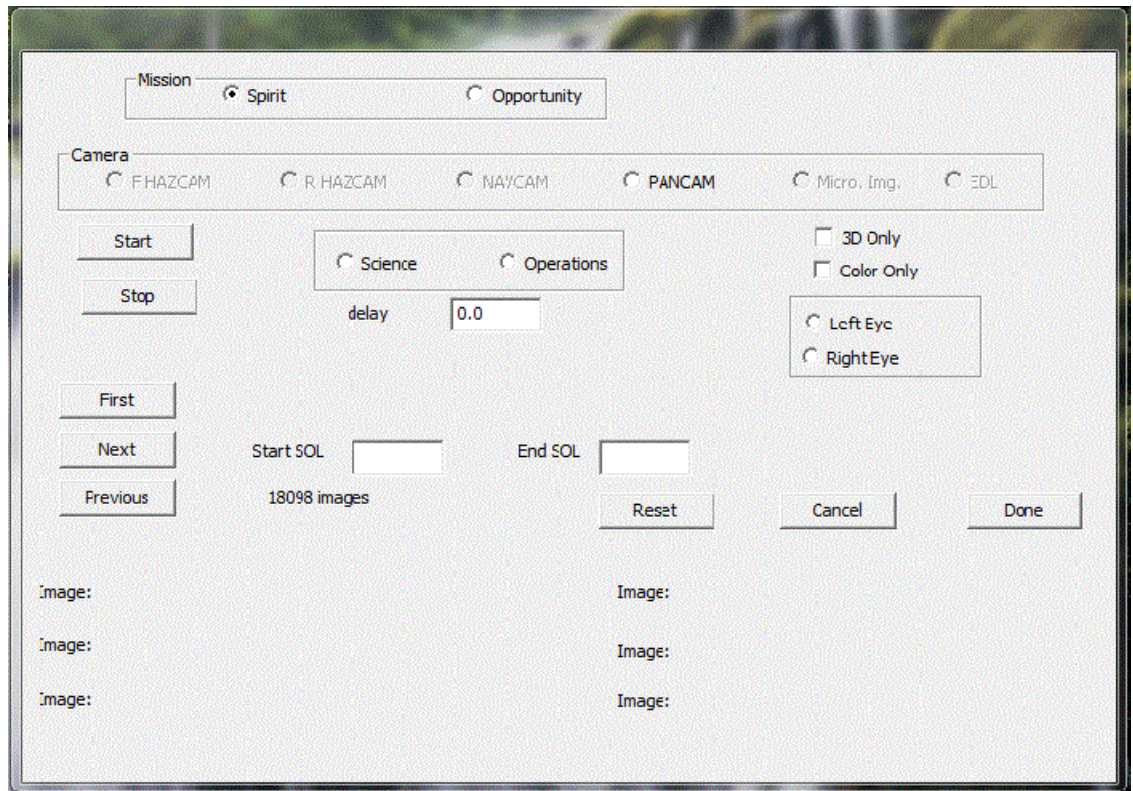 Mission
Spirit Opportunity
Camera
F HAZCAM R HAZCAM NAVCAM PANCAM Micro. Img. EDL
Start
Science Operations
3D Only
Color Only
Stop
delay 0.0
Left Eye
Right Eye
First
Next
Start SOL End SOL
Previous
18098 images
Reset Cancel Done
Image: Image:
Image: Image:
Image: Image: